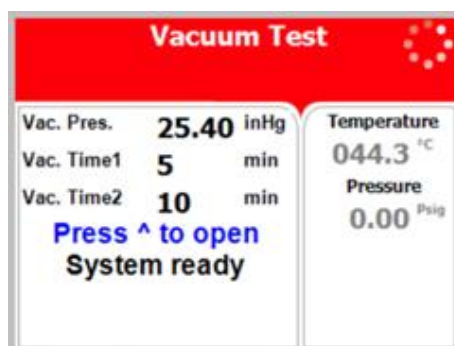 Vacuum Test
Vac. Pres. 25.40 inHg
Vac. Time1 5 min
Vac. Time2 10 min
Press ^ to open
System ready
Temperature
044.3 °C
Pressure
0.00 Psig